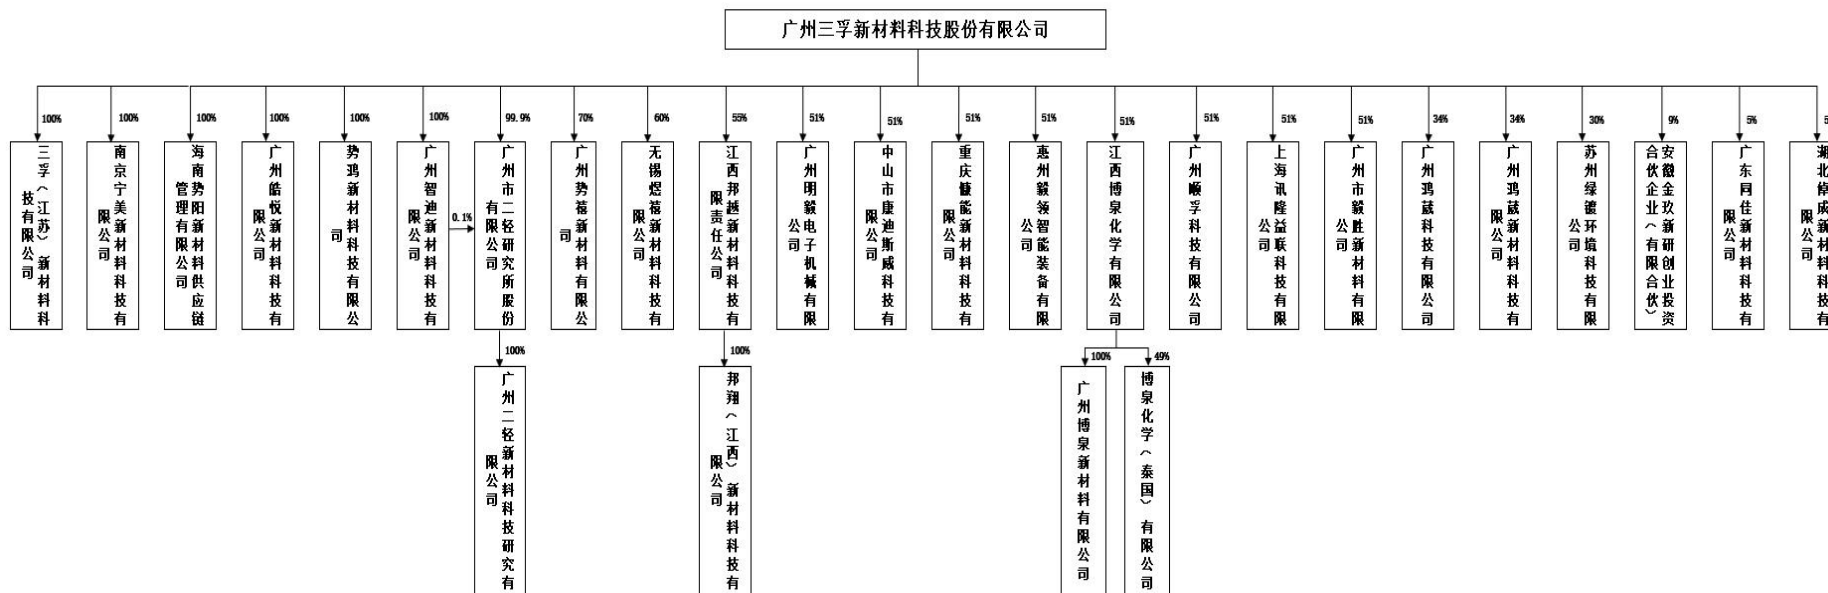 广州三孚新材料科技股份有限公司
100%
100%
100%
100%
100%
100%
99.9%
70%
60%
55%
51%
51%
51%
51%
51%
51%
51%
51%
34%
34%
30%
9%
5%
三孚（江苏）新材料科
技有限公司
南京宁美新材料科技有
限公司
海南势阳新材料供应链
管理有限公司
广州皓悦新材料科技有
限公司
势鸿新材料科技有限公
司
广州智迪新材料科技有
限公司
0.1%
广州市二轻研究所股份
有限公司
广州势禧新材料有限公
司
无锡煜禧新材料科技有
限公司
江西邦越新材料科技有
限责任公司
广州明毅电子机械有限
公司
中山市康迪斯威科技有
限公司
重庆慷能新材料科技有
限公司
惠州毅领智能装备有限
公司
江西博泉化学有限公司
广州顺孚科技有限公司
上海讯隆益联科技有限
公司
广州市毅胜新材料有限
公司
广州鸿葳科技有限公司
广州鸿葳新材料科技有
限公司
苏州绿镀环境科技有限
公司
安徽金玖新研创业投资
合伙企业（有限合伙）
广东同佳新材料科技有
限公司
成新材料科技有
限公司
100%
100%
100%
49%
广州二轻新材料科技研究有
限公司
邦翔（江西）新材料科技有
限公司
广州博泉新材料有限公司
博泉化学（泰国）有限公司